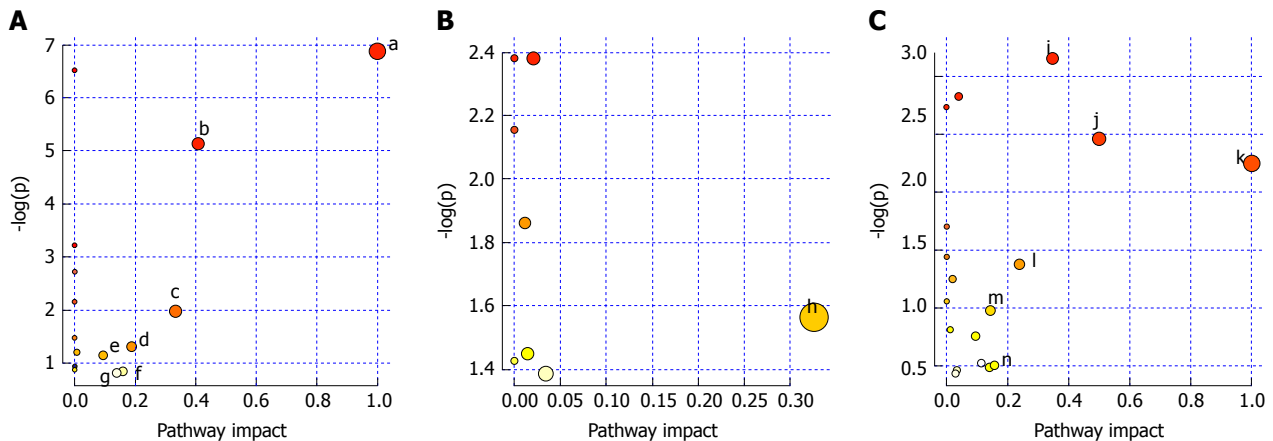 A
B
C
7
6
5
4
3
2
1
-log(p)
a
b
c
d
e
f
g
0.0
0.2
0.4
0.6
0.8
1.0
Pathway impact
2.4
2.2
2.0
1.8
1.6
1.4
-log(p)
h
0.00
0.05
0.10
0.15
0.20
0.25
0.30
Pathway impact
3.0
2.5
2.0
1.5
1.0
0.5
-log(p)
i
j
k
l
m
n
0.0
0.2
0.4
0.6
0.8
1.0
Pathway impact